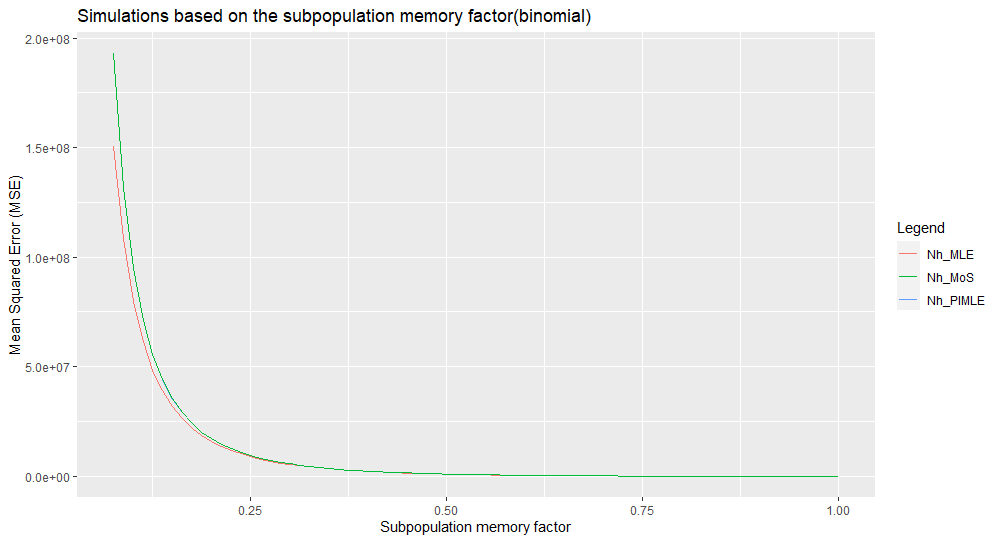 Simulations based on the subpopulation memory factor(binomial)
2.0e+08
1.5e+08
1.0e+08
5.0e+07
0.0e+00
Mean Squared Error (MSE)
0.25
0.50
0.75
1.00
Subpopulation memory factor
Legend
Nh_MLE
Nh_MoS
Nh_PIMLE